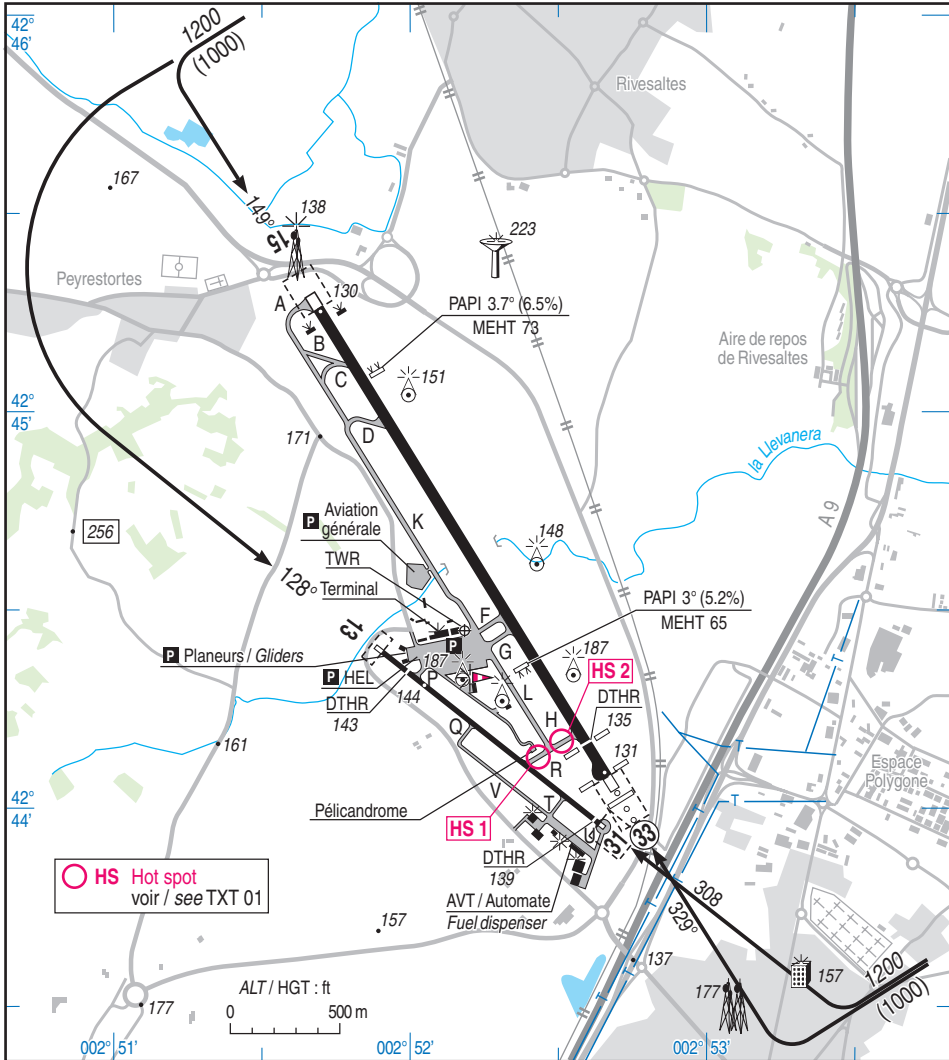 42°
46'
1200
(1000)
Rivesaltes
167
149°
15
138
223
Peyrestortes
130
A
B
C
D
PAPI 3.7° (6.5%)
MEHT 73
151
Aire de repos
de Rivesaltes
42°
45'
171
la Llevanera
A 9
K
256
P Aviation
générale
148
TWR
128° Terminal
PAPI 3° (5.2%)
MEHT 65
13
F
G
P Planeurs / Gliders
P
187
187
HS 2
P HEL
P
L
DTHR
143
144
DTHR
135
H
Q
131
161
R
T
Espace
Polygone
V
Pélicandrome
T
42°
44'
HS 1
T
U
31
33
DTHR
139
308
329°
HS Hot spot
voir / see TXT 01
AVT / Automate
Fuel dispenser
157
137
157
1200
(1000)
177
177
ALT / HGT : ft
0 500 m
T
T
002° 51'
002° 52'
002° 53'